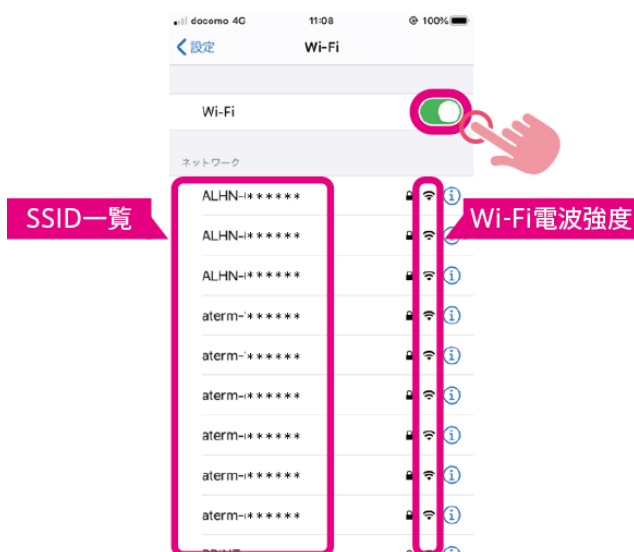 docomo 4G 11:08 100%
設定 Wi-Fi
Wi-Fi
ネットワーク
ALHN-******
SSID一覧 Wi-Fi電波強度
ALHN-******
ALHN-******
aterm-******
aterm-******
aterm-******
aterm-******
aterm-******
aterm-******